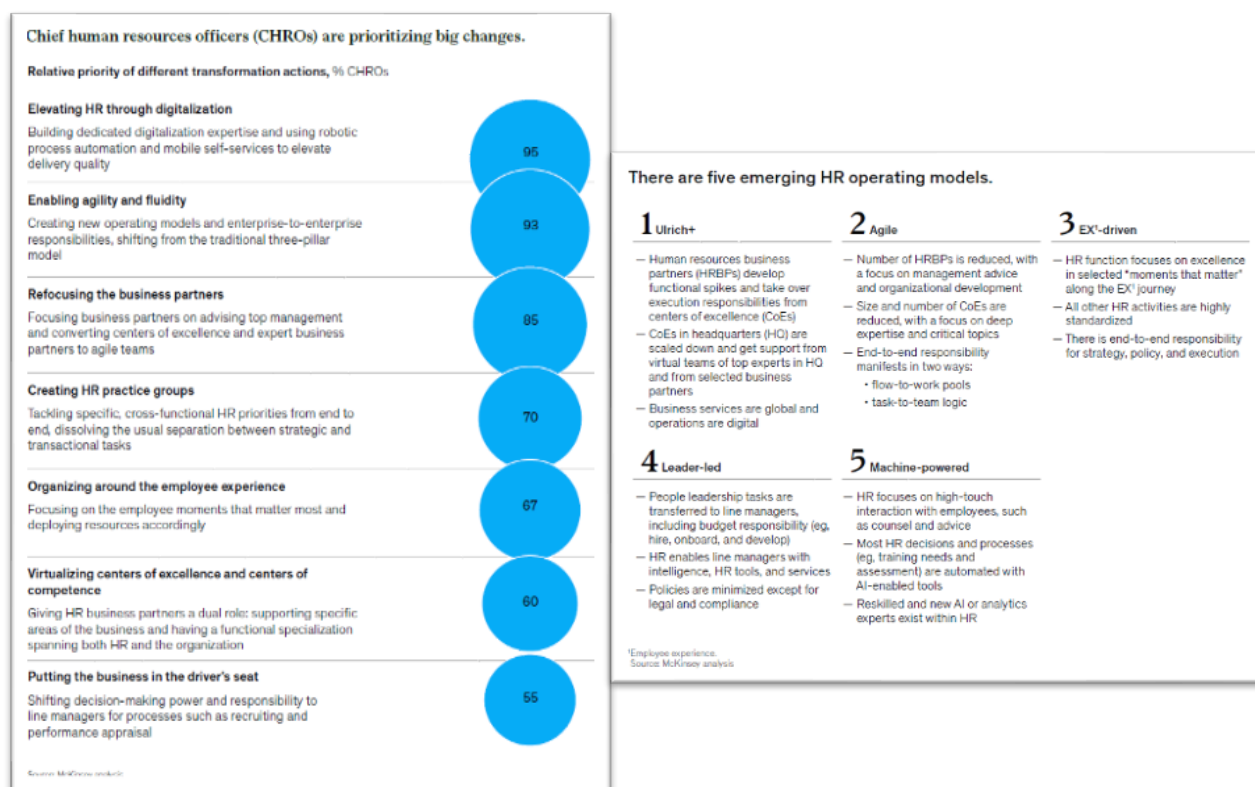 Chief human resources officers (CHROs) are prioritizing big changes.
Relative priority of different transformation actions, % CHROs
Elevating HR through digitalization
Building dedicated digitalization expertise and using robotic
process automation and mobile self-services to elevate
delivery quality
95
Enabling agility and fluidity
Creating new operating models and enterprise-to-enterprise
responsibilities, shifting from the traditional three-pillar
model
93
Refocusing the business partners
Focusing business partners on advising top management
and converting centers of excellence and expert business
partners to agile teams
85
Creating HR practice groups
Tackling specific, cross-functional HR priorities from end to
end, dissolving the usual separation between strategic and
transactional tasks
70
Organizing around the employee experience
Focusing on the employee moments that matter most and
deploying resources accordingly
67
Virtualizing centers of excellence and centers of
competence
Giving HR business partners a dual role: supporting specific
areas of the business and having a functional specialization
spanning both HR and the organization
60
Putting the business in the driver's seat
Shifting decision-making power and responsibility to
line managers for processes such as recruiting and
performance appraisal
55
Source: McKinsey analysis
There are five emerging HR operating models.
1 Ulrich+
— Human resources business
partners (HRBPs) develop
functional spikes and take over
execution responsibilities from
centers of excellence (CoEs)
— CoEs in headquarters (HQ) are
scaled down and get support from
virtual teams of top experts in HQ
and from selected business
partners
— Business services are global and
operations are digital
2 Agile
— Number of HRBPs is reduced, with
a focus on management advice
and organizational development
— Size and number of CoEs are
reduced, with a focus on deep
expertise and critical topics
— End-to-end responsibility
manifests in two ways:
• flow-to-work pools
• task-to-team logic
3 EX¹-driven
— HR function focuses on excellence
in selected "moments that matter"
along the EX¹ journey
— All other HR activities are highly
standardized
— There is end-to-end responsibility
for strategy, policy, and execution
4 Leader-led
— People leadership tasks are
transferred to line managers,
including budget responsibility (eg,
hire, onboard, and develop)
— HR enables line managers with
intelligence, HR tools, and services
— Policies are minimized except for
legal and compliance
5 Machine-powered
— HR focuses on high-touch
interaction with employees, such
as counsel and advice
— Most HR decisions and processes
(eg, training needs and
assessment) are automated with
AI-enabled tools
— Reskilled and new AI or analytics
experts exist within HR
¹Employee experience.
Source: McKinsey analysis